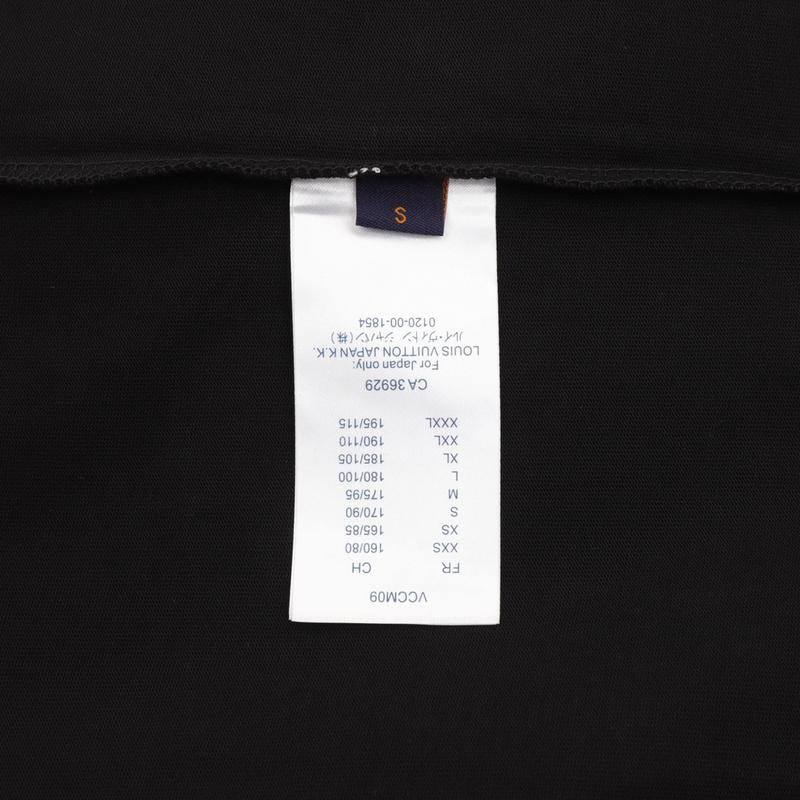 VCCM09
FR CH
XXS 160/80
XS 165/85
S 170/90
M 175/95
L 180/100
XL 185/105
XXL 190/110
XXXL 195/115
CA 36929
For Japan only:
LOUIS VUITTON JAPAN K.K.
ルイ・ヴィトン ジャパン(株)
0120-00-1854
S